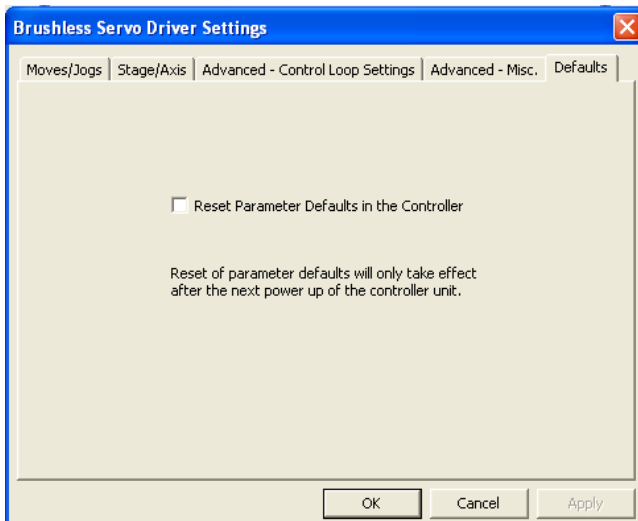 Brushless Servo Driver Settings
Moves/Jogs Stage/Axis Advanced - Control Loop Settings Advanced - Misc. Defaults
Reset Parameter Defaults in the Controller
Reset of parameter defaults will only take effect
after the next power up of the controller unit.
OK Cancel Apply